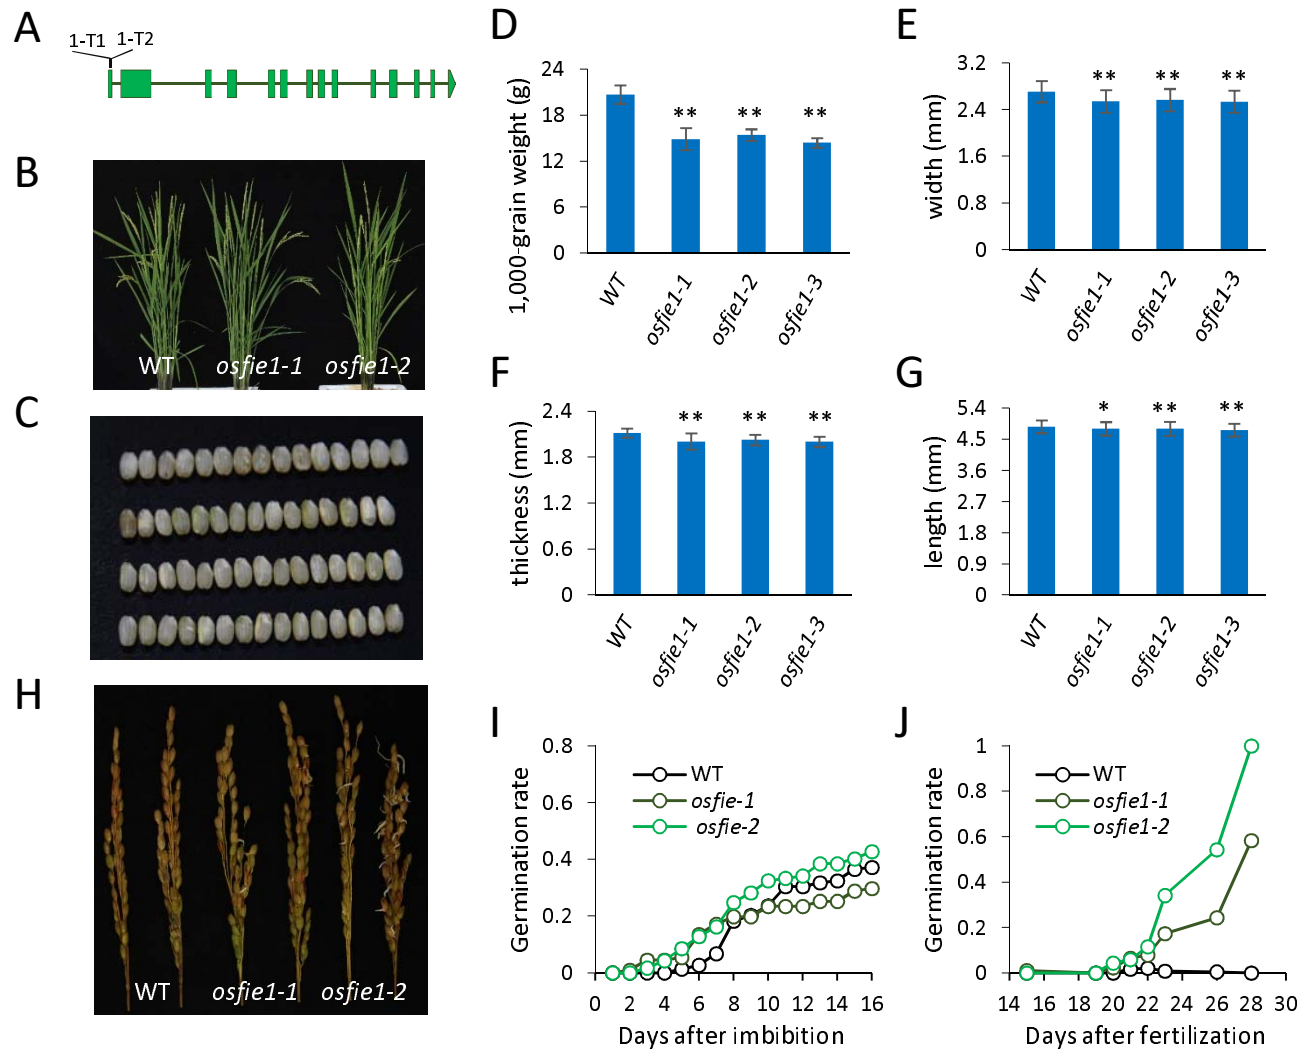 A
1-T1 1-T2
B
WT osfie1-1 osfie1-2
C
H
WT osfie1-1 osfie1-2
D
1,000-grain weight (g)
24
18
12
6
0
** ** **
WT osfie1-1 osfie1-2 osfie1-3
E
width (mm)
3.2
2.4
1.6
0.8
0
** ** **
WT osfie1-1 osfie1-2 osfie1-3
F
thickness (mm)
2.4
1.8
1.2
0.6
0
** ** **
WT osfie1-1 osfie1-2 osfie1-3
G
length (mm)
5.4
4.5
3.6
2.7
1.8
0.9
0
* ** **
WT osfie1-1 osfie1-2 osfie1-3
I
Germination rate
0.8
0.6
0.4
0.2
0
WT
osfie-1
osfie-2
0 2 4 6 8 10 12 14 16
Days after imbibition
J
Germination rate
1
0.8
0.6
0.4
0.2
0
WT
osfie1-1
osfie1-2
14 16 18 20 22 24 26 28 30
Days after fertilization